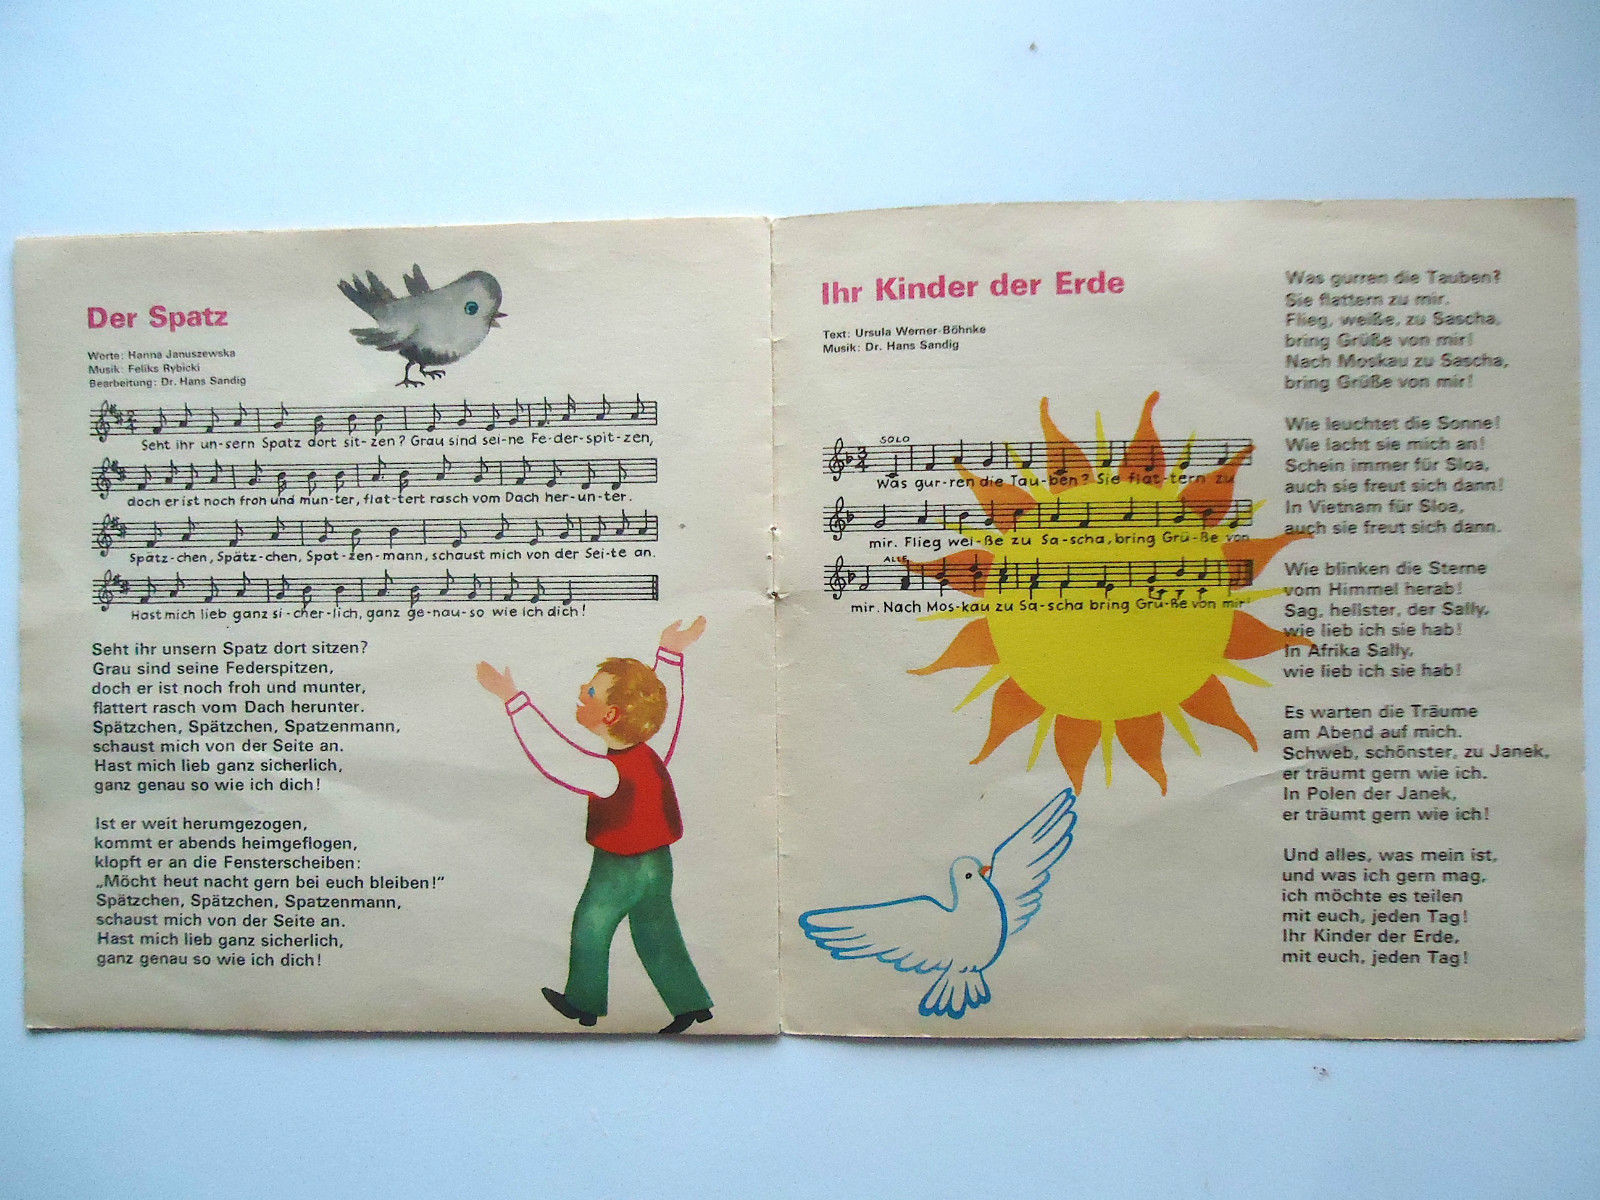 Der Spatz
Worte: Hanna Januszewska
Musik: Feliks Rybicki
Bearbeitung: Dr. Hans Sandig
2
4
Seht ihr un-sern Spatz dort sit-zen? Grau sind sei-ne Fe-der-spit-zen,
doch er ist noch froh und mun-ter, flat-tert rasch vom Dach her-un-ter.
Spätz-chen, Spätz-chen, Spat-zen-mann, schaust mich von der Sei-te an.
Hast mich lieb ganz si-cher-lich, ganz ge-nau-so wie ich dich!
Seht ihr unsern Spatz dort sitzen?
Grau sind seine Federspitzen,
doch er ist noch froh und munter,
flattert rasch vom Dach herunter.
Spätzchen, Spätzchen, Spatzenmann,
schaust mich von der Seite an.
Hast mich lieb ganz sicherlich,
ganz genau so wie ich dich!
Ist er weit herumgezogen,
kommt er abends heimgeflogen,
klopft er an die Fensterscheiben:
„Möcht heut nacht gern bei euch bleiben!"
Spätzchen, Spätzchen, Spatzenmann,
schaust mich von der Seite an.
Hast mich lieb ganz sicherlich,
ganz genau so wie ich dich!
Ihr Kinder der Erde
Text: Ursula Werner-Böhnke
Musik: Dr. Hans Sandig
SOLO
3
4
Was gur-ren die Tau-ben? Sie flat-tern zu
mir. Flieg wei-ße zu Sa-scha, bring Grü-ße von
ALLE
mir. Nach Mos-kau zu Sa-scha bring Grü-ße von mir!
Was gurren die Tauben?
Sie flattern zu mir.
Flieg, weiße, zu Sascha,
bring Grüße von mir!
Nach Moskau zu Sascha,
bring Grüße von mir!
Wie leuchtet die Sonne!
Wie lacht sie mich an!
Schein immer für Sloa,
auch sie freut sich dann!
In Vietnam für Sloa,
auch sie freut sich dann.
Wie blinken die Sterne
vom Himmel herab!
Sag, hellster, der Sally,
wie lieb ich sie hab!
In Afrika Sally,
wie lieb ich sie hab!
Es warten die Träume
am Abend auf mich.
Schweb, schönster, zu Janek,
er träumt gern wie ich.
In Polen der Janek,
er träumt gern wie ich!
Und alles, was mein ist,
und was ich gern mag,
ich möchte es teilen
mit euch, jeden Tag!
Ihr Kinder der Erde,
mit euch, jeden Tag!